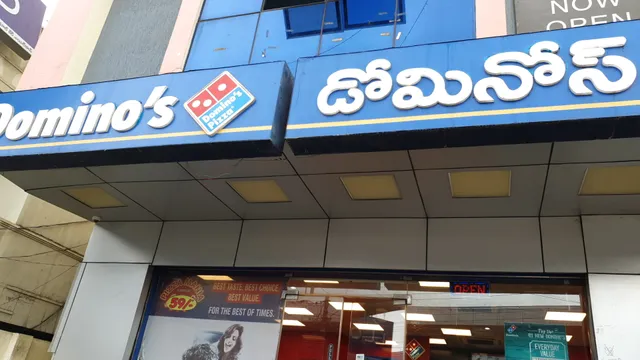 NOW
OPEN
Domino's
Domino's
Pizza
డోమినోస్
59/-
BEST TASTE. BEST CHOICE.
BEST VALUE.
FOR THE BEST OF TIMES.
OPEN
EVERYDAY
VALUE